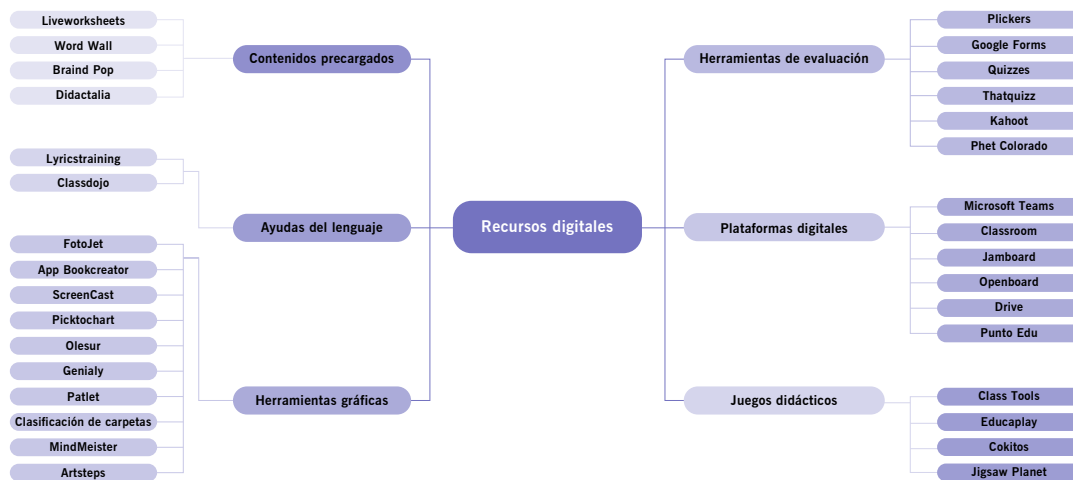 Recursos digitales
Contenidos precargados
Liveworksheets
Word Wall
Braind Pop
Didactalia
Ayudas del lenguaje
Lyricstraining
Classdojo
Herramientas gráficas
FotoJet
App Bookcreator
ScreenCast
Picktochart
Olesur
Genialy
Patlet
Clasificación de carpetas
MindMeister
Artsteps
Herramientas de evaluación
Plickers
Google Forms
Quizzes
Thatquizz
Kahoot
Phet Colorado
Plataformas digitales
Microsoft Teams
Classroom
Jamboard
Openboard
Drive
Punto Edu
Juegos didácticos
Class Tools
Educaplay
Cokitos
Jigsaw Planet